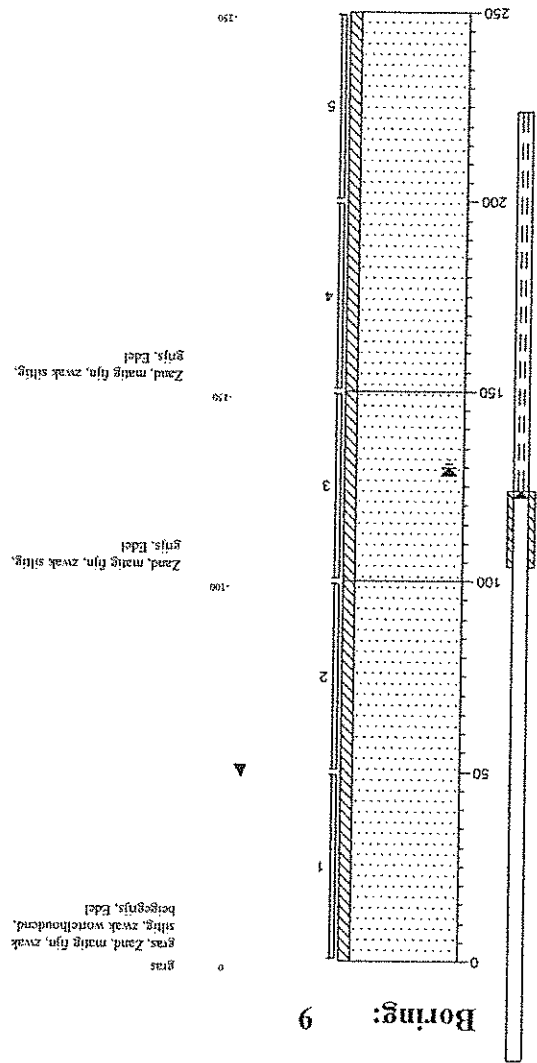 Boring: 6
0
50
100
150
200
250
1
2
3
4
5
0
gras
gras, Zand, matig fijn, zwak
siltig, zwak wortelhoudend,
beigegrijs, Edel
-100
Zand, matig fijn, zwak siltig,
grijs, Edel
-150
Zand, matig fijn, zwak siltig,
grijs, Edel
-250